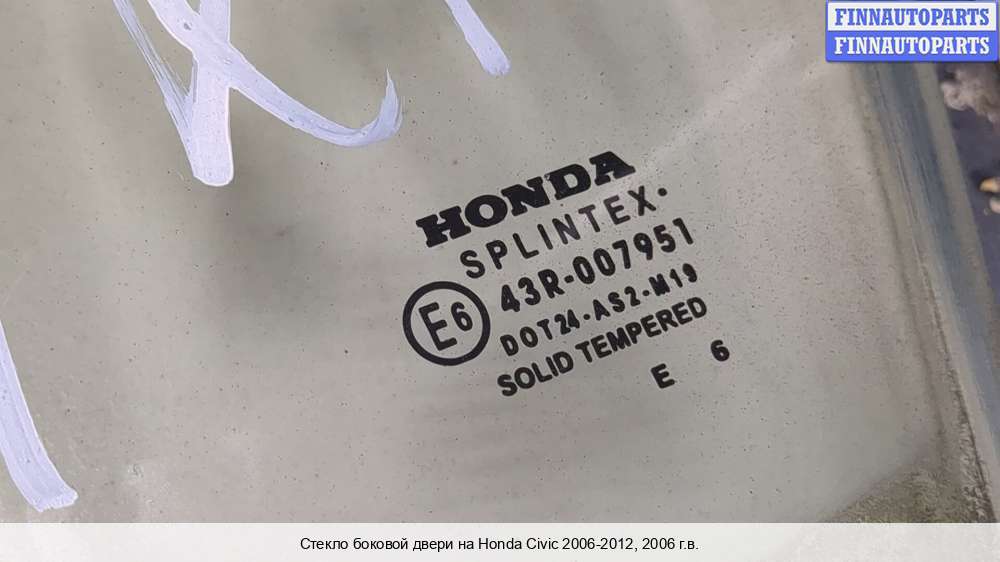 FINNAUTOPARTS
FINNAUTOPARTS
HONDA
SPLINTEX.
E6 43R-007951
DOT24-AS2-M19
SOLID TEMPERED
E 6
Стекло боковой двери на Honda Civic 2006-2012, 2006 г.в.